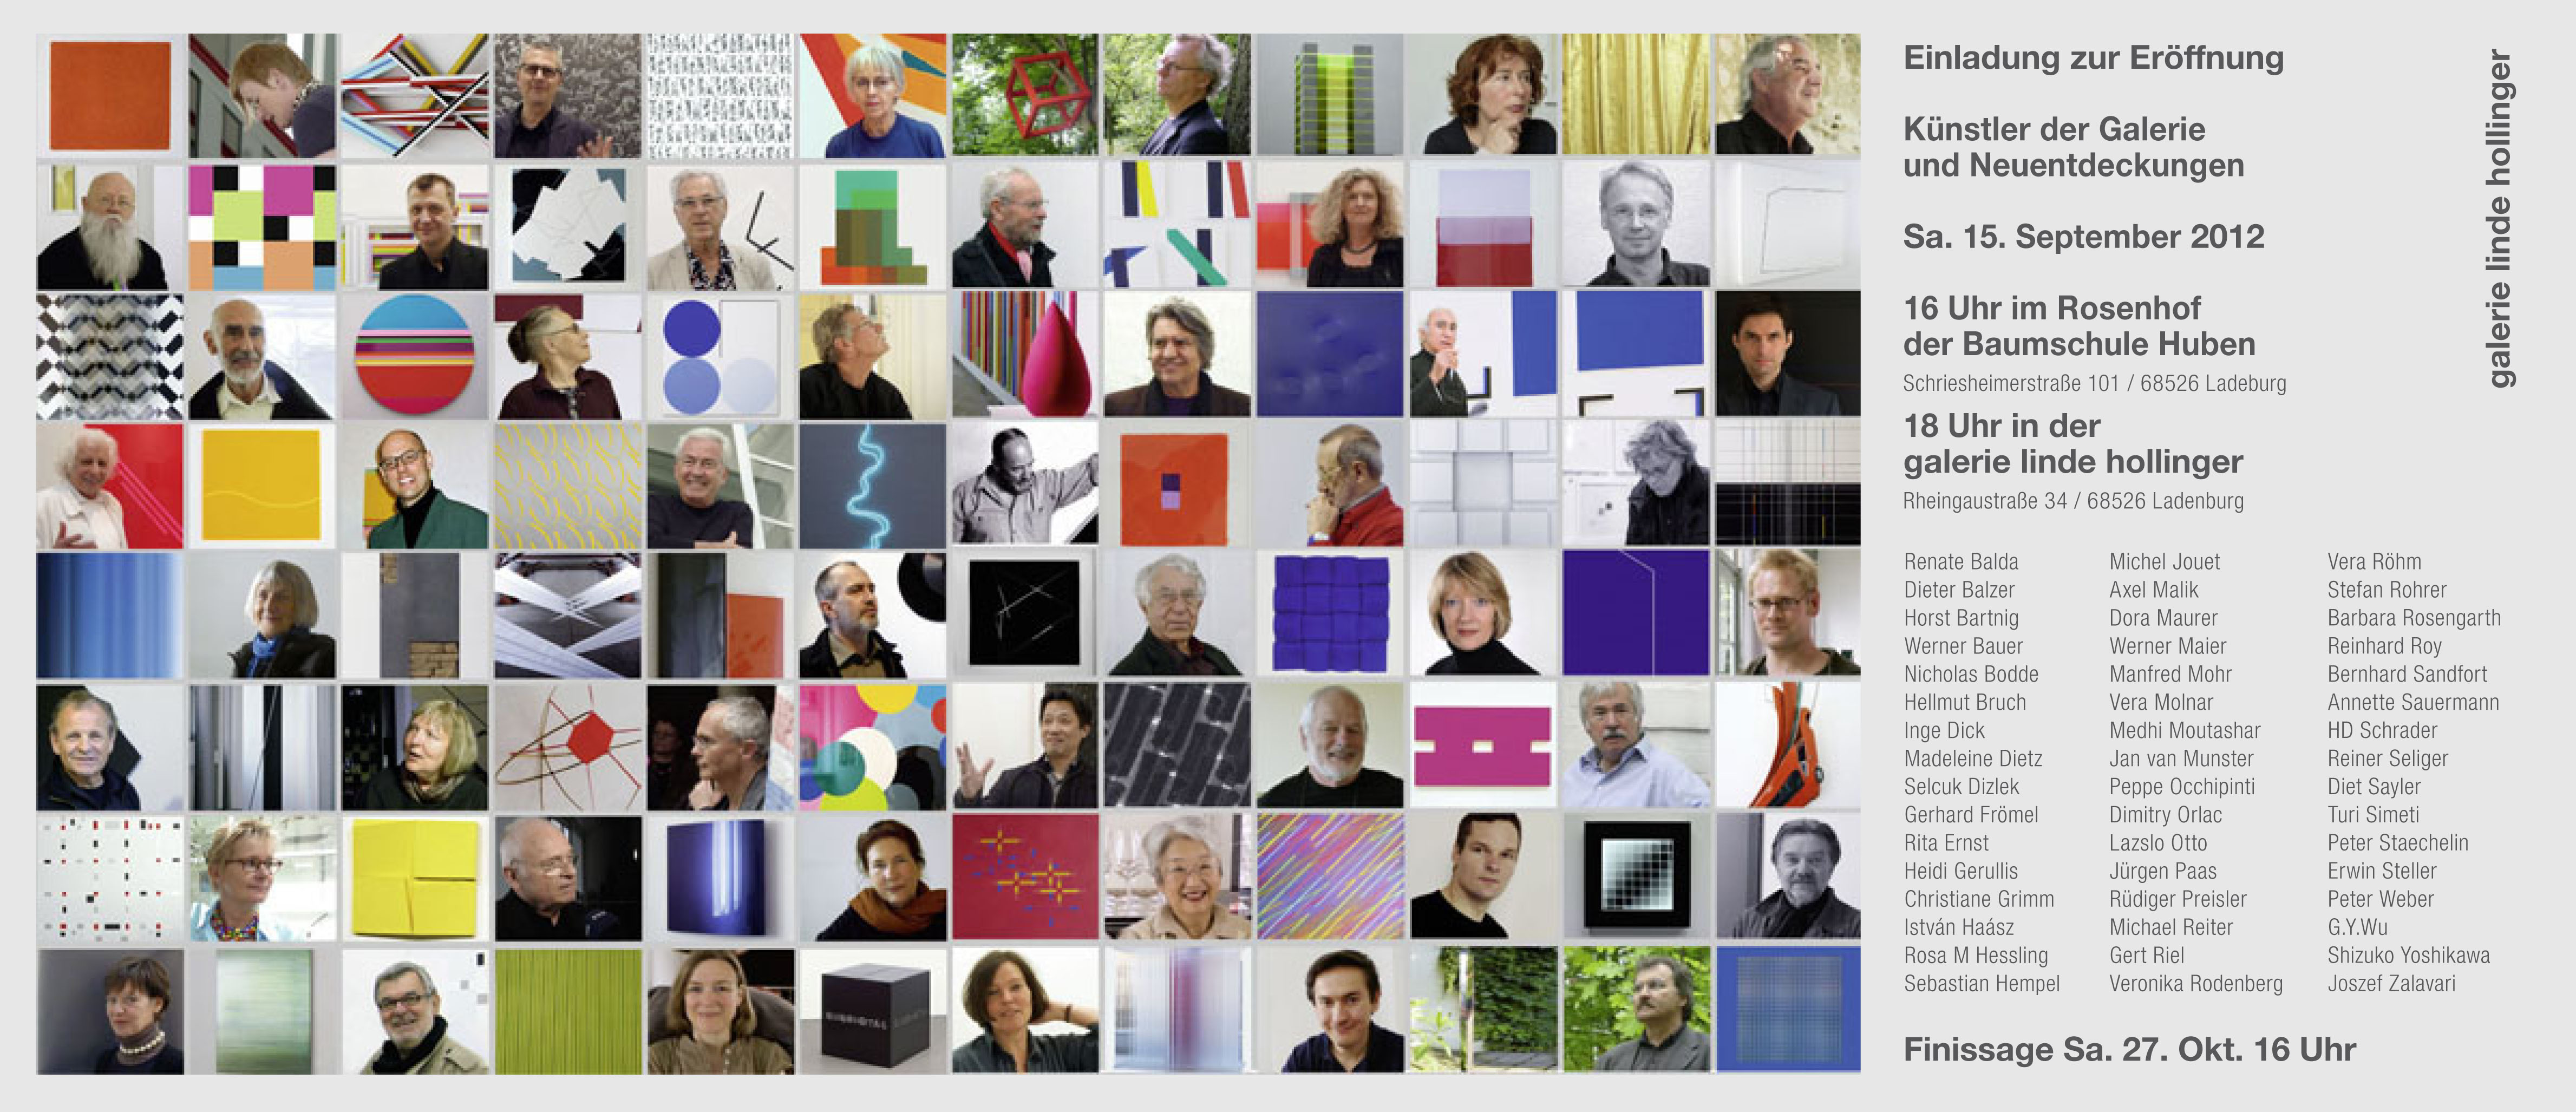 Einladung zur Eröffnung
Künstler der Galerie
und Neuentdeckungen
Sa. 15. September 2012
16 Uhr im Rosenhof
der Baumschule Huben
Schriesheimerstraße 101 / 68526 Ladeburg
18 Uhr in der
galerie linde hollinger
Rheingaustraße 34 / 68526 Ladenburg
galerie linde hollinger
Renate Balda
Dieter Balzer
Horst Bartnig
Werner Bauer
Nicholas Bodde
Hellmut Bruch
Inge Dick
Madeleine Dietz
Selcuk Dizlek
Gerhard Frömel
Rita Ernst
Heidi Gerullis
Christiane Grimm
István Haász
Rosa M Hessling
Sebastian Hempel
Michel Jouet
Axel Malik
Dora Maurer
Werner Maier
Manfred Mohr
Vera Molnar
Medhi Moutashar
Jan van Munster
Peppe Occhipinti
Dimitry Orlac
Lazslo Otto
Jürgen Paas
Rüdiger Preisler
Michael Reiter
Gert Riel
Veronika Rodenberg
Vera Röhm
Stefan Rohrer
Barbara Rosengarth
Reinhard Roy
Bernhard Sandfort
Annette Sauermann
HD Schrader
Reiner Seliger
Diet Sayler
Turi Simeti
Peter Staechelin
Erwin Steller
Peter Weber
G.Y.Wu
Shizuko Yoshikawa
Joszef Zalavari
Finissage Sa. 27. Okt. 16 Uhr